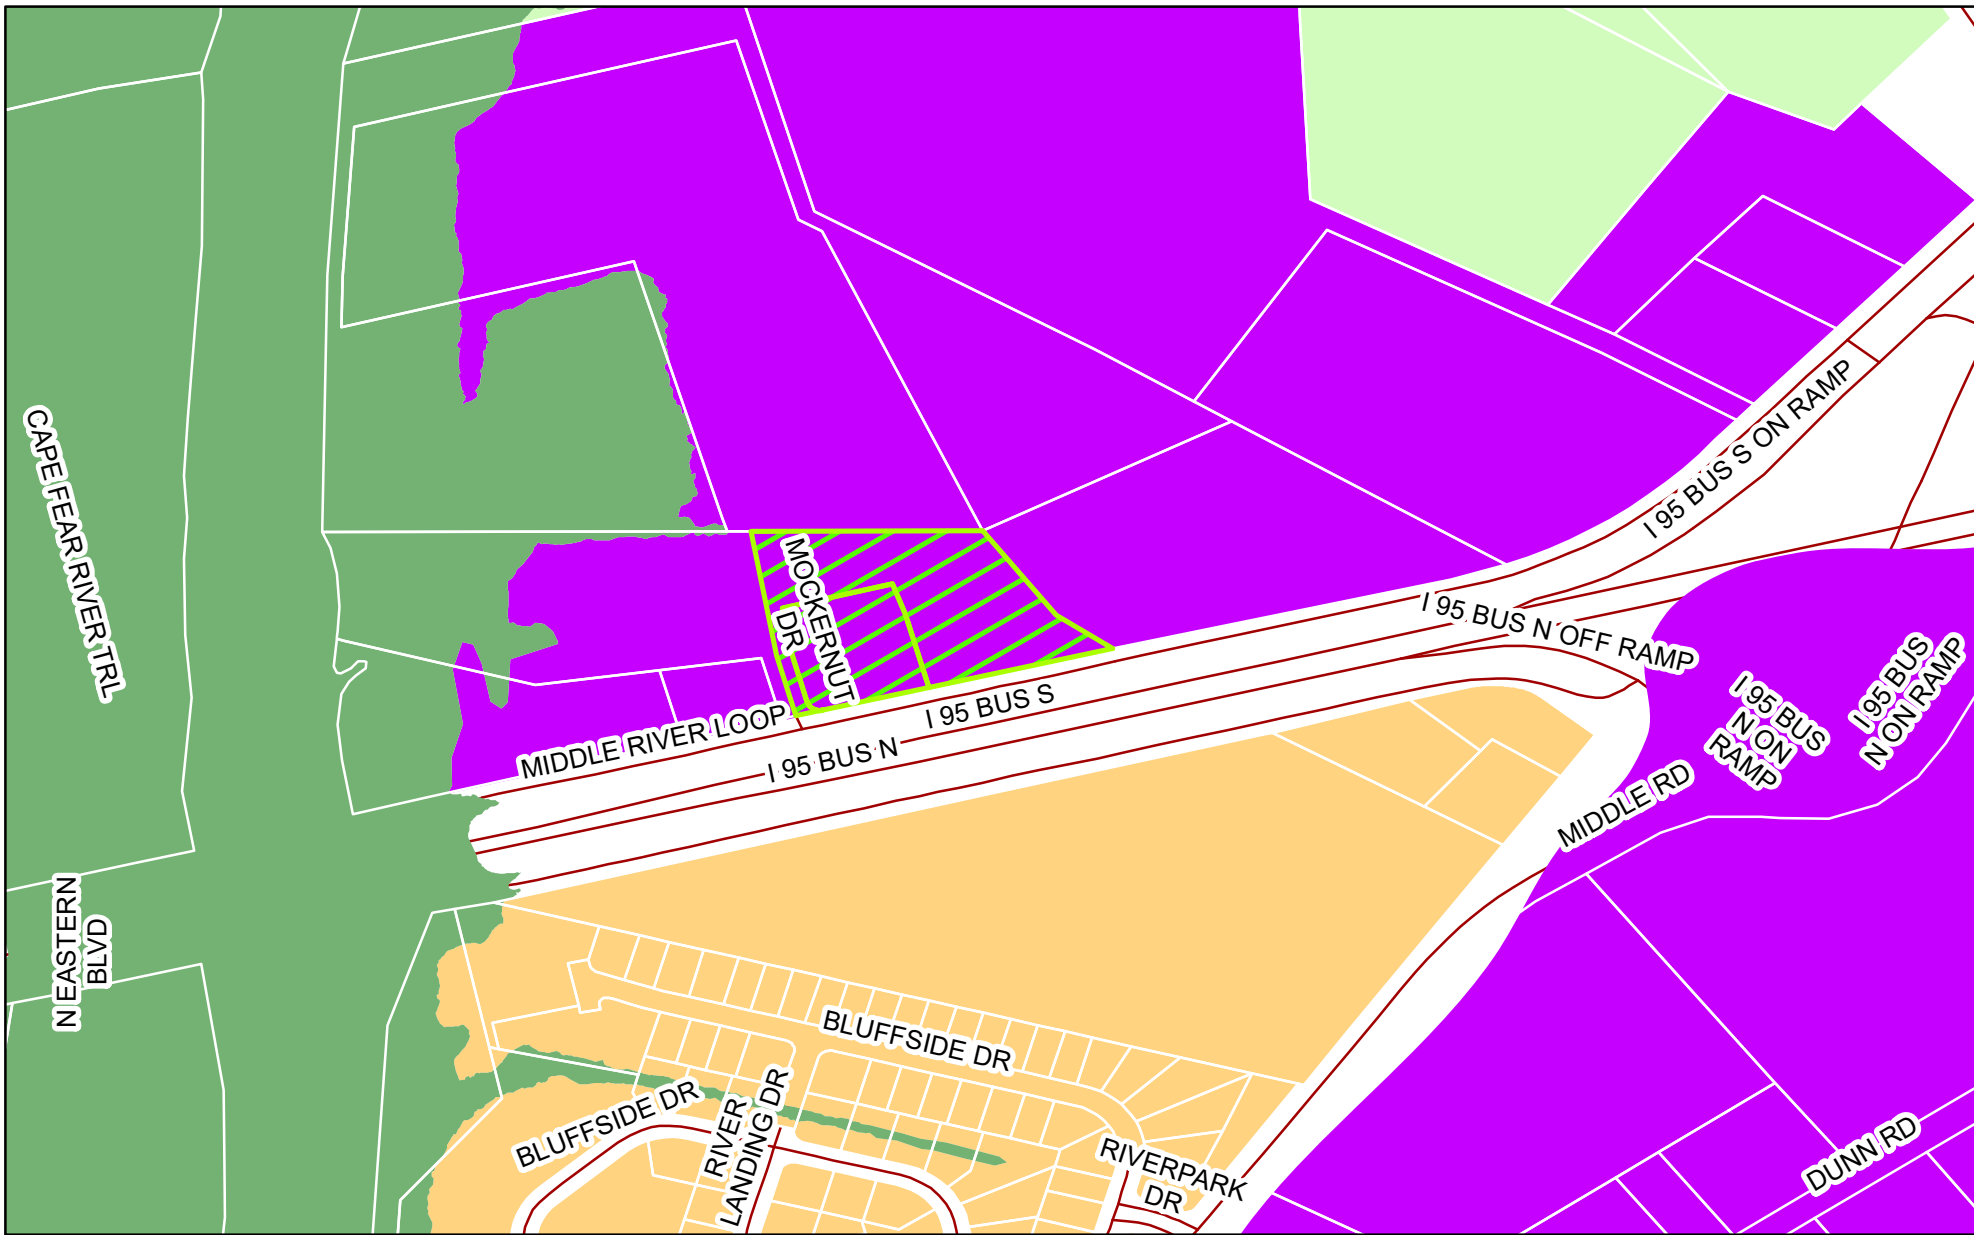 CAPE FEAR RIVER TRL
MOCKERNUT
DR
I 95 BUS S ON RAMP
I 95 BUS N OFF RAMP
I 95 BUS
N ON
RAMP
I 95 BUS
N ON RAMP
MIDDLE RIVER LOOP
I 95 BUS S
I 95 BUS N
MIDDLE RD
N EASTERN
BLVD
BLUFFSIDE DR
BLUFFSIDE DR
RIVER
LANDING DR
RIVERPARK
DR
DUNN RD